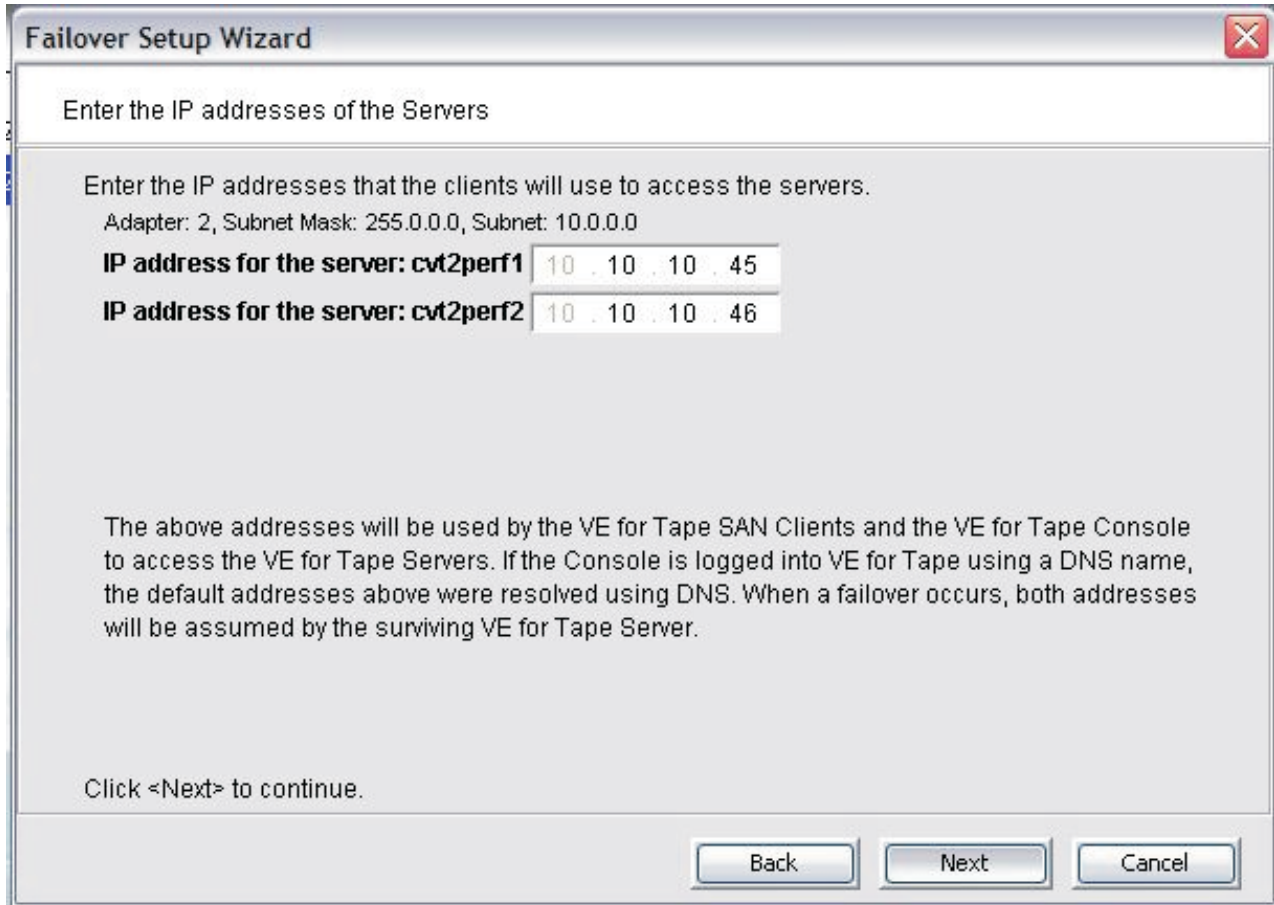 Failover Setup Wizard
Enter the IP addresses of the Servers
Enter the IP addresses that the clients will use to access the servers.
Adapter: 2, Subnet Mask: 255.0.0.0, Subnet: 10.0.0.0
IP address for the server: cvt2perf1 10 . 10 . 10 . 45
IP address for the server: cvt2perf2 10 . 10 . 10 . 46
The above addresses will be used by the VE for Tape SAN Clients and the VE for Tape Console
to access the VE for Tape Servers. If the Console is logged into VE for Tape using a DNS name,
the default addresses above were resolved using DNS. When a failover occurs, both addresses
will be assumed by the surviving VE for Tape Server.
Click <Next> to continue.
Back Next Cancel